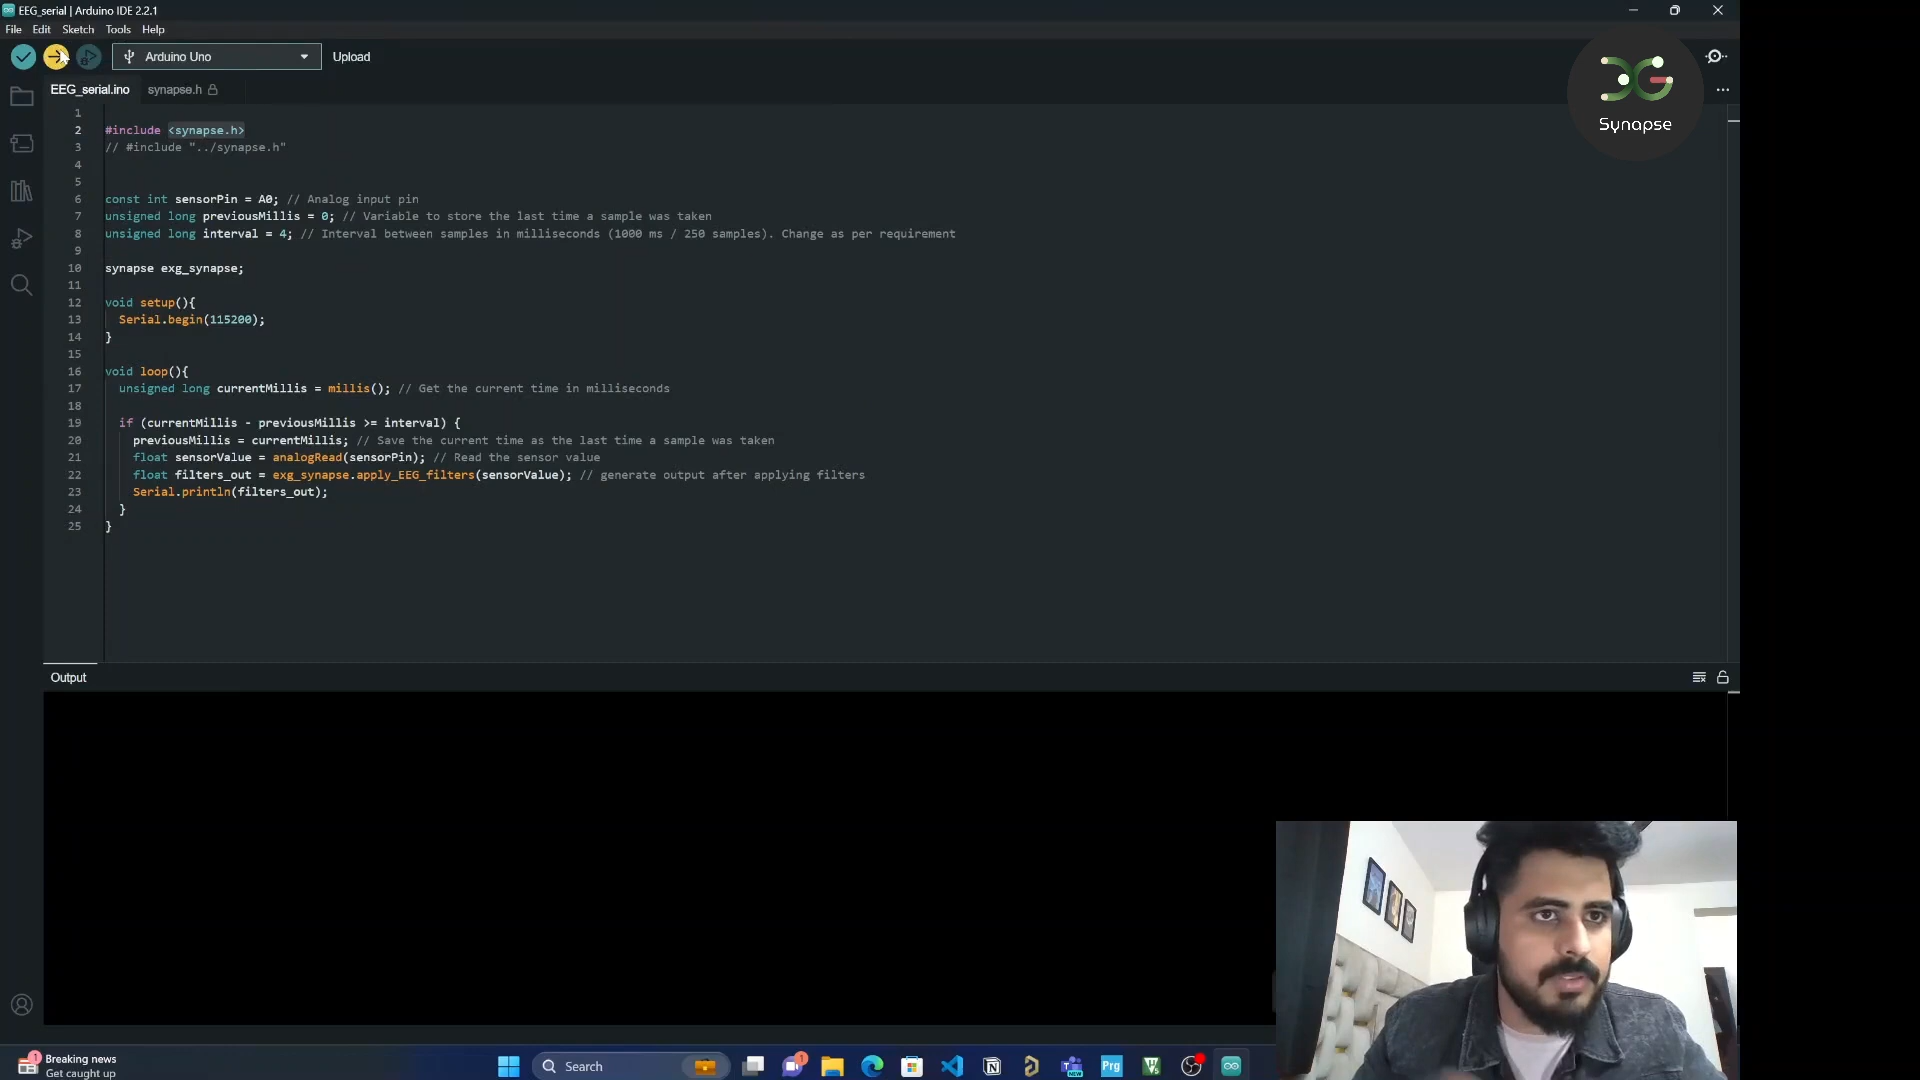 EEG_serial | Arduino IDE 2.2.1
File Edit Sketch Tools Help
Arduino Uno
Upload
EEG_serial.ino synapse.h
Synapse
1
2 #include <synapse.h>
3 // #include "../synapse.h"
4
5
6 const int sensorPin = A0; // Analog input pin
7 unsigned long previousMillis = 0; // Variable to store the last time a sample was taken
8 unsigned long interval = 4; // Interval between samples in milliseconds (1000 ms / 250 samples). Change as per requirement
9
10 synapse exg_synapse;
11
12 void setup(){
13 Serial.begin(115200);
14 }
15
16 void loop(){
17 unsigned long currentMillis = millis(); // Get the current time in milliseconds
18
19 if (currentMillis - previousMillis >= interval) {
20 previousMillis = currentMillis; // Save the current time as the last time a sample was taken
21 float sensorValue = analogRead(sensorPin); // Read the sensor value
22 float filters_out = exg_synapse.apply_EEG_filters(sensorValue); // generate output after applying filters
23 Serial.println(filters_out);
24 }
25 }
Output
1 Breaking news
Get caught up
Search
1
NEW
Prg